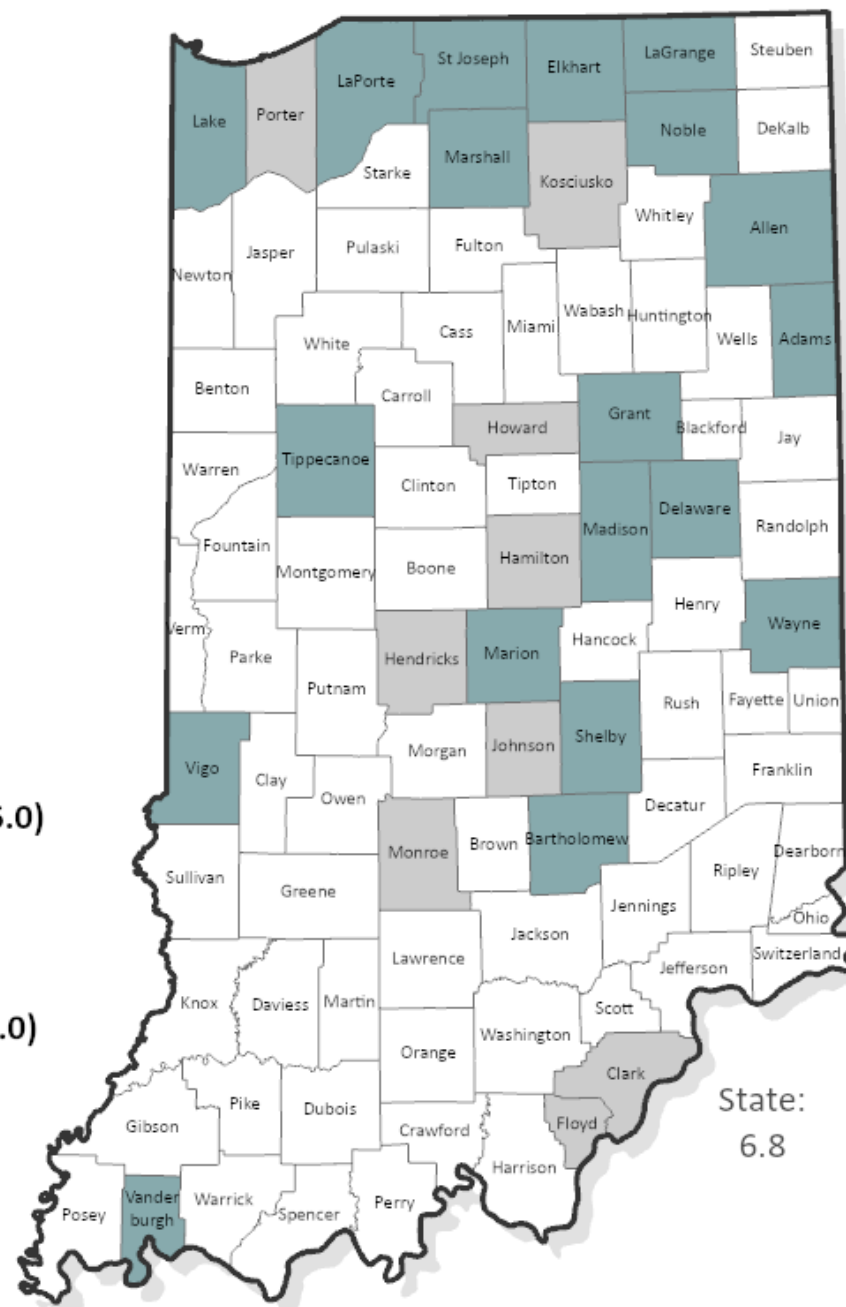 Steuben
LaGrange
St Joseph
Elkhart
LaPorte
Lake
Porter
Noble
DeKalb
Marshall
Starke
Kosciusko
Whitley
Allen
Jasper
Pulaski
Fulton
Newton
Wabash
Huntington
Miami
Cass
White
Wells
Adams
Benton
Carroll
Grant
Howard
Blackford
Jay
Tippecanoe
Warren
Clinton
Tipton
Madison
Delaware
Randolph
Fountain
Montgomery
Boone
Hamilton
Henry
Wayne
Verm
Parke
Hendricks
Marion
Hancock
Putnam
Rush
Fayette
Union
Morgan
Johnson
Shelby
Vigo
Clay
Owen
Franklin
Decatur
5.0)
Monroe
Brown
Bartholomew
Dearborn
Ripley
Sullivan
Greene
Jennings
Ohio
Jackson
Lawrence
Switzerland
Jefferson
Knox
Daviess
Martin
Scott
.0)
Washington
Orange
Clark
Pike
Dubois
State:
6.8
Gibson
Crawford
Floyd
Harrison
Vander
burgh
Posey
Warrick
Spencer
Perry